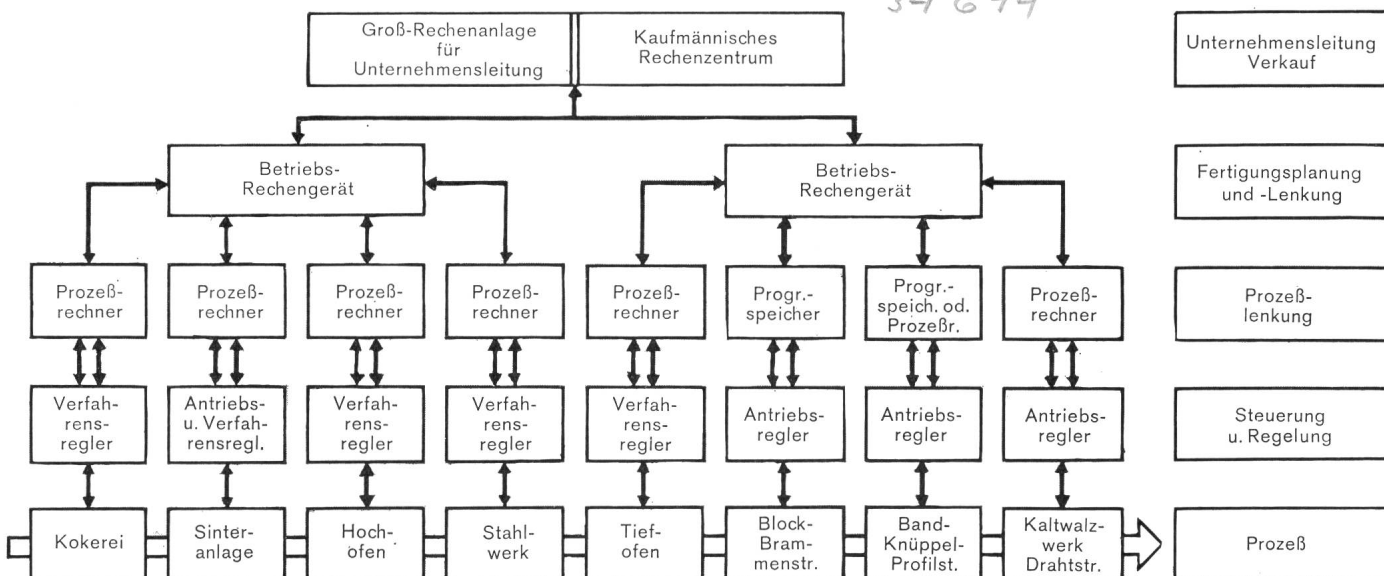 Groß-Rechenanlage
für
Unternehmensleitung
Kaufmännisches
Rechenzentrum
Unternehmensleitung
Verkauf
Betriebs-
Rechengerät
Betriebs-
Rechengerät
Fertigungsplanung
und -Lenkung
Prozeß-
rechner
Prozeß-
rechner
Prozeß-
rechner
Prozeß-
rechner
Prozeß-
rechner
Progr.-
speicher
Progr.-
speich. od.
Prozeßr.
Prozeß-
rechner
Prozeß-
lenkung
Verfah-
rens-
regler
Antriebs-
u. Verfah-
rensregl.
Verfah-
rens-
regler
Verfah-
rens-
regler
Verfah-
rens-
regler
Antriebs-
regler
Antriebs-
regler
Antriebs-
regler
Steuerung
u. Regelung
Kokerei
Sinter-
anlage
Hoch-
öfen
Stahl-
werk
Tief-
ofen
Block-
Bram-
menstr.
Band-
Knüppel-
Profilst.
Kaltwalz-
werk
Drahtstr.
Prozeß